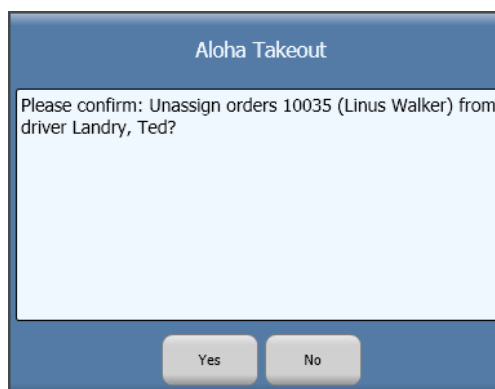 Aloha Takeout
Please confirm: Unassign orders 10035 (Linus Walker) from
driver Landry, Ted?
Yes
No